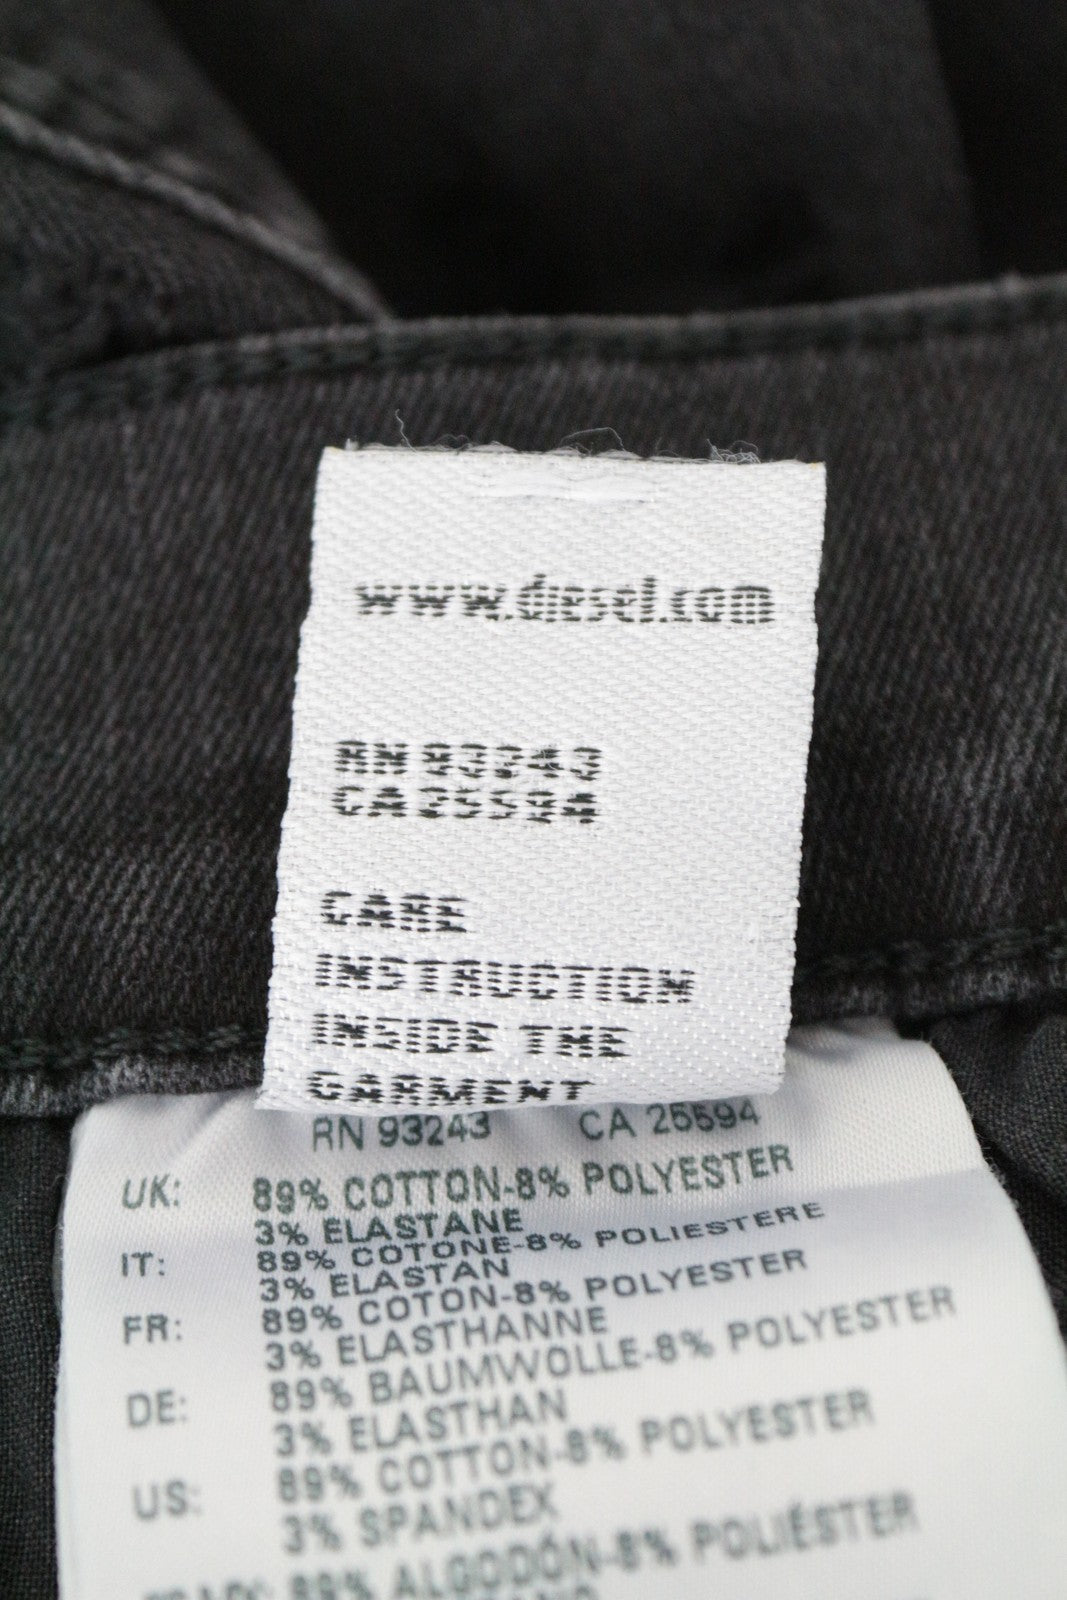 www.diesel.com
RN 93243
CA 25594
CARE
INSTRUCTION
INSIDE THE
GARMENT
RN 93243 CA 25594
UK: 89% COTTON-8% POLYESTER
3% ELASTANE
IT: 89% COTONE-8% POLIESTERE
3% ELASTAN
FR: 89% COTON-8% POLYESTER
3% ELASTHANNE
DE: 89% BAUMWOLLE-8% POLYESTER
3% ELASTHAN
US: 89% COTTON-8% POLYESTER
3% SPANDEX
89% ALGODÓN-8% POLIÉSTER